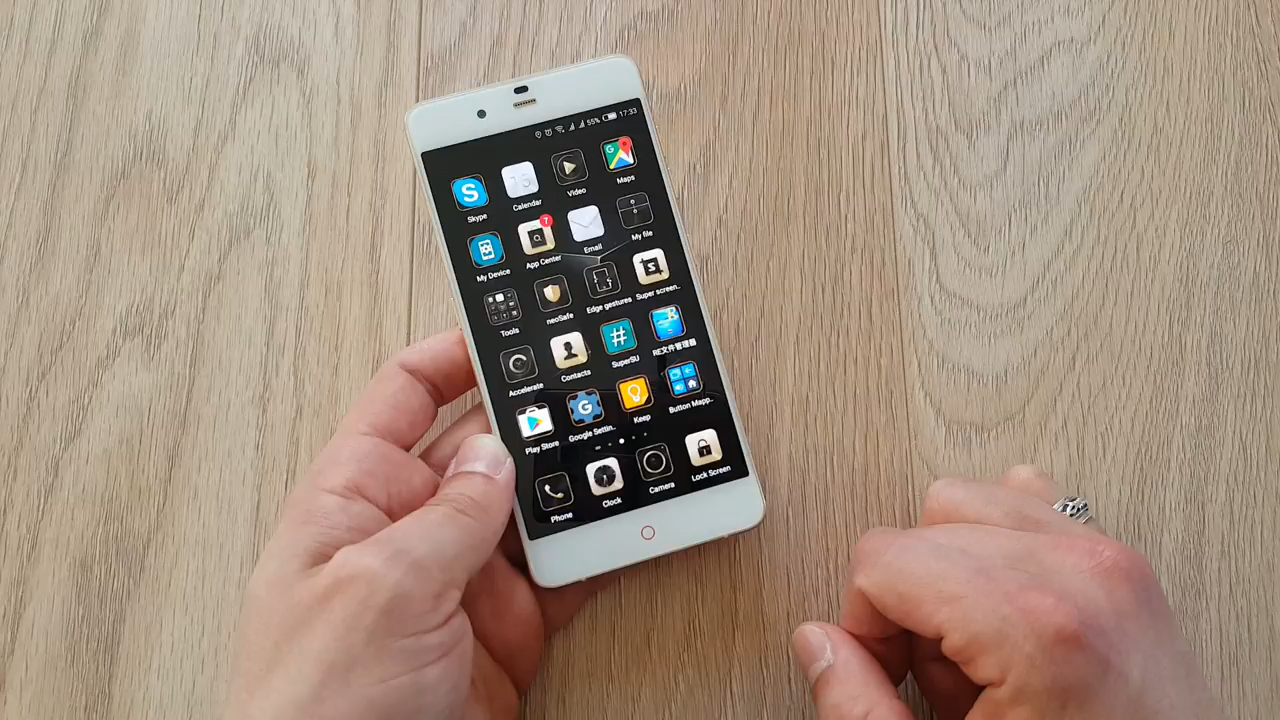 55% 17:33
S
Skype
16
Calendar
Video
G
Maps
My Device
7
App Center
Email
My file
Tools
neoSafe
Edge gestures
S
Super screen..
Accelerate
Contacts
#
SuperSU
R
RE文件管理器
Play Store
G
Google Settin..
Keep
Button Mapp..
Phone
Clock
Camera
Lock Screen